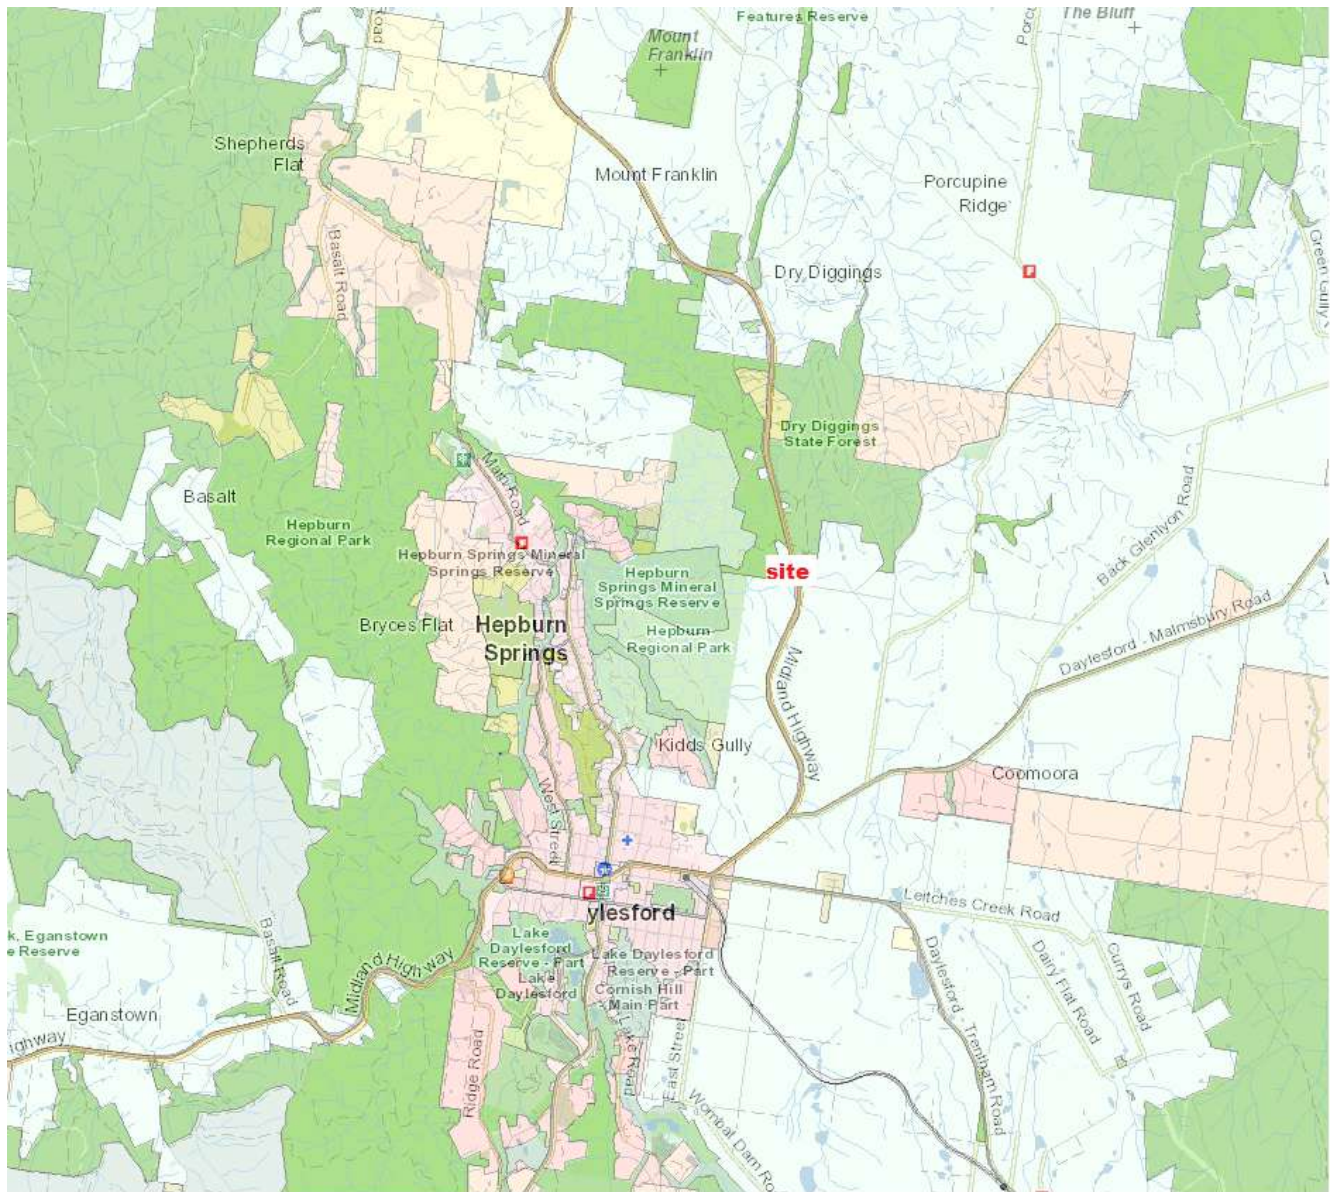 Features Reserve
The Bluff
Road
Porcu
Mount
Franklin
Shepherds
Flat
Mount Franklin
Porcupine
Ridge
Green Gully
Basalt Road
Dry Diggings
Dry Diggings
State Forest
Main Road
Basalt
Hepburn
Regional Park
Back Glenlyon Road
Hepburn Springs Mineral
Springs Reserve
site
Hepburn
Springs Mineral
Springs Reserve
Daylesford - Malmsbury Road
Bryces Flat
Hepburn
Springs
Hepburn
Regional Park
Midland Highway
Kidds Gully
Coomoora
West Street
Leitches Creek Road
ylesford
k, Eganstown
e Reserve
Basalt Road
Midland Highway
Lake
Daylesford
Reserve - Part
Lake
Daylesford
Lake Daylesford
Reserve - Part
Cornish Hill
- Main Part
Daylesford - Trentham Road
Dairy Flat Road
Currys Road
Eganstown
ighway
Ridge Road
Lake Road
East Street
Wombat Dam Ro